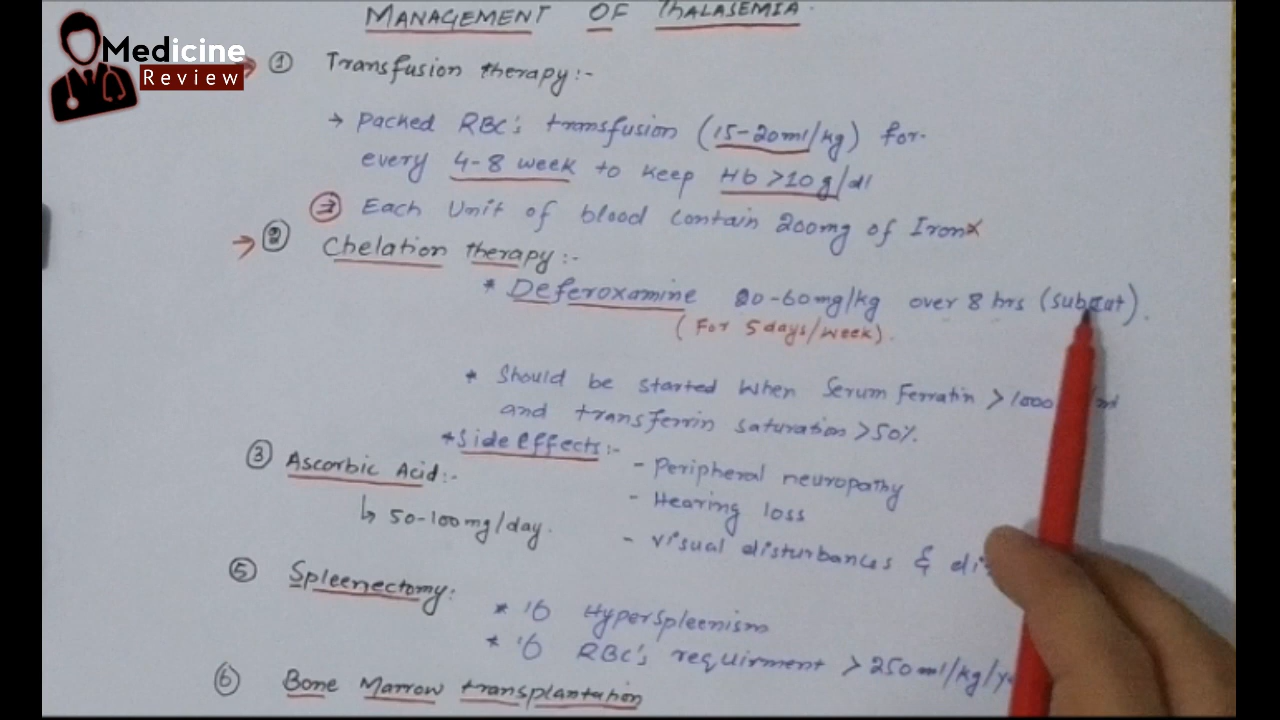 Medicine
Review
MANAGEMENT OF THALASEMIA.
① Transfusion therapy:-
→ Packed RBC's transfusion (15-20ml/kg) for
every 4-8 week to keep Hb >10g/dl
Each Unit of blood contain 200mg of Iron
→ ② Chelation therapy:-
* Deferoxamine 20-60mg/kg over 8 hrs (subcut).
(For 5 days/week).
* Should be started when Serum Ferratin > 1000
and transferrin saturation >50%.
* Side effects:-
- Peripheral neuropathy
- Hearing loss
- Visual disturbances &
③ Ascorbic Acid:-
↳ 50-100mg/day.
⑤ Spleenectomy:
* Hyperspleenism
* RBC's requirment > 250ml/kg/
⑥ Bone Marrow transplantation